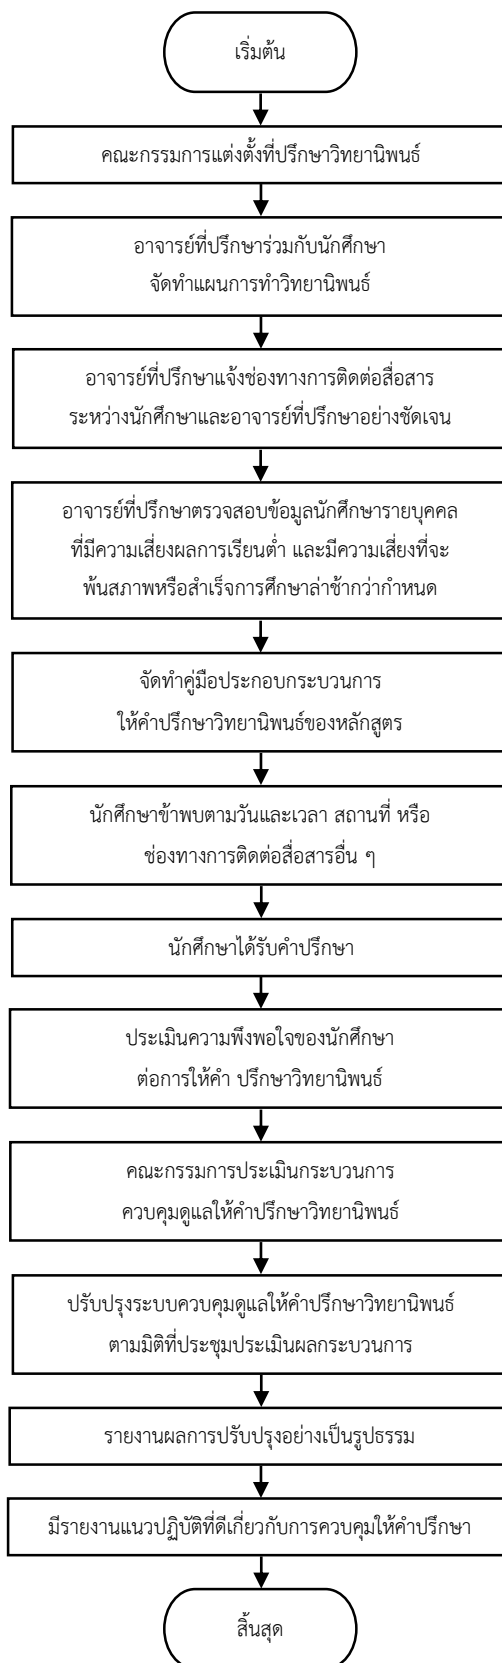 เริ่มต้น
คณะกรรมการแต่งตั้งที่ปรึกษาวิทยานิพนธ์
อาจารย์ที่ปรึกษาร่วมกับนักศึกษา
จัดทำแผนการทำวิทยานิพนธ์
อาจารย์ที่ปรึกษาแจ้งช่องทางการติดต่อสื่อสาร
ระหว่างนักศึกษาและอาจารย์ที่ปรึกษาอย่างชัดเจน
อาจารย์ที่ปรึกษาตรวจสอบข้อมูลนักศึกษารายบุคคล
ที่มีความเสี่ยงผลการเรียนต่ำ และมีความเสี่ยงที่จะ
พ้นสภาพหรือสำเร็จการศึกษาล่าช้ากว่ากำหนด
จัดทำคู่มือประกอบกระบวนการ
ให้คำปรึกษาวิทยานิพนธ์ของหลักสูตร
นักศึกษาข้าพบตามวันและเวลา สถานที่ หรือ
ช่องทางการติดต่อสื่อสารอื่น ๆ
นักศึกษาได้รับคำปรึกษา
ประเมินความพึงพอใจของนักศึกษา
ต่อการให้คำ ปรึกษาวิทยานิพนธ์
คณะกรรมการประเมินกระบวนการ
ควบคุมดูแลให้คำปรึกษาวิทยานิพนธ์
ปรับปรุงระบบควบคุมดูแลให้คำปรึกษาวิทยานิพนธ์
ตามมิติที่ประชุมประเมินผลกระบวนการ
รายงานผลการปรับปรุงอย่างเป็นรูปธรรม
มีรายงานแนวปฏิบัติที่ดีเกี่ยวกับการควบคุมให้คำปรึกษา
สิ้นสุด